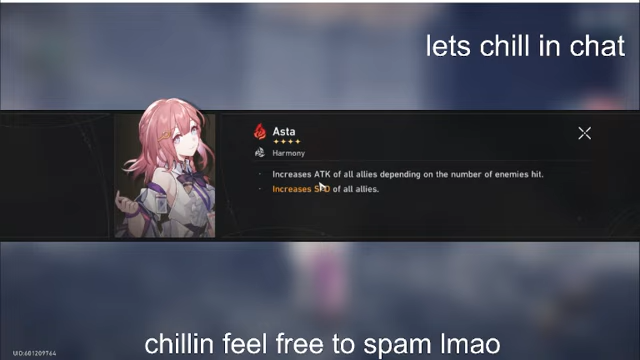 lets chill in chat
Asta
Harmony
Increases ATK of all allies depending on the number of enemies hit.
Increases SPD of all allies.
chillin feel free to spam lmao
UID:601209764